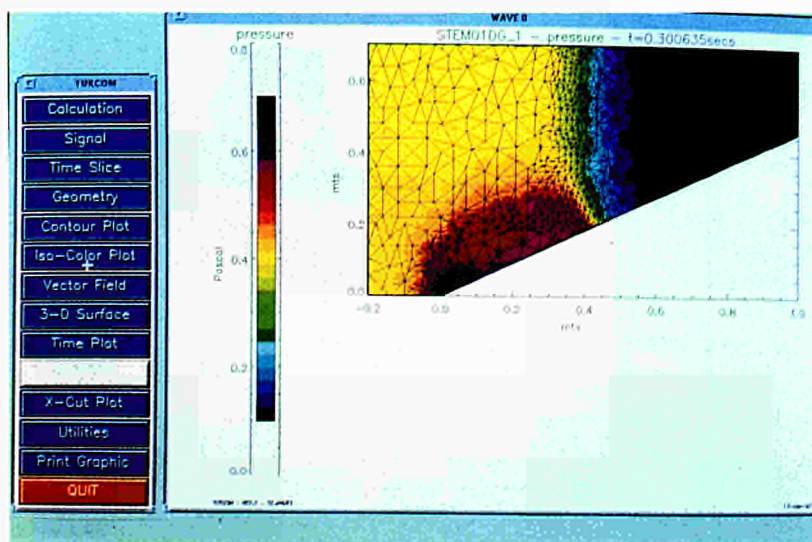 WAVE 0
YURCOM
Calculation
Signal
Time Slice
Geometry
Contour Plot
Iso-Color Plot
Vector Field
3-D Surface
Time Plot
X-Cut Plot
Utilities
Print Graphic
QUIT
pressure
0.8
0.6
0.4
0.2
0.0
Pascal
STEM01DG_1 - pressure - t=0.300635secs
0.6
0.4
0.2
0.0
mts
-0.2
0.0
0.2
0.4
0.6
0.8
1.0
mts